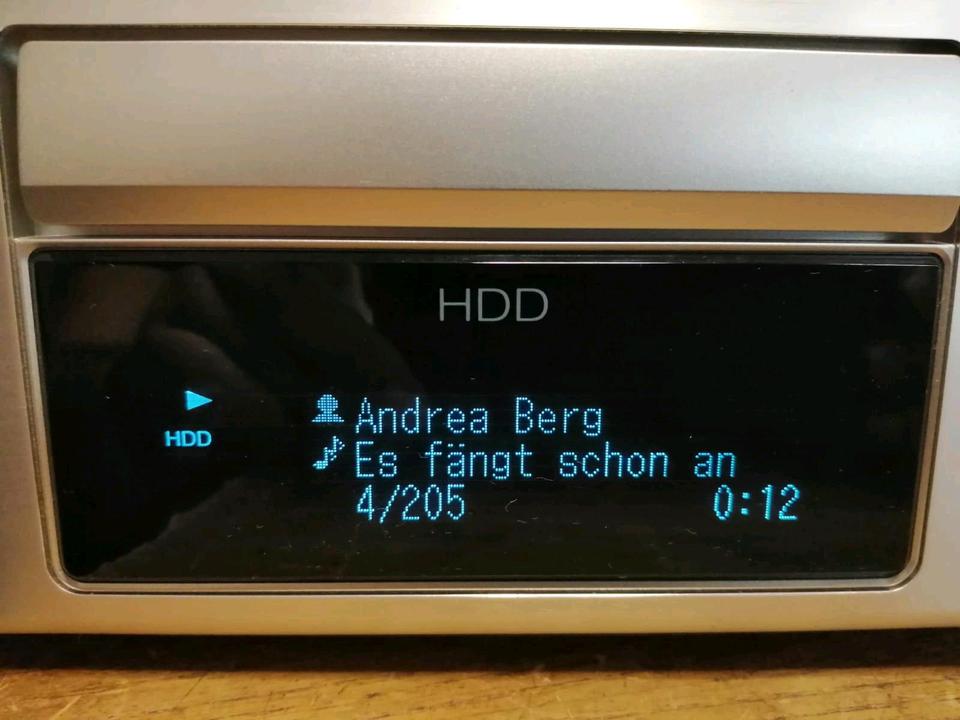 HDD
HDD
Andrea Berg
Es fängt schon an
4/205 0:12